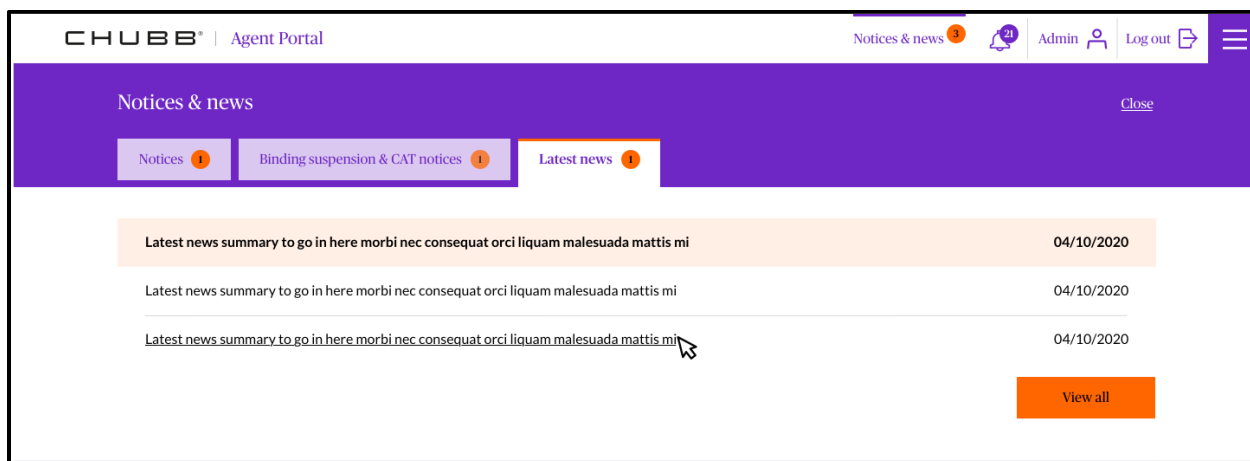 CHUBB® | Agent Portal Notices & news 3 21 Admin Log out
Notices & news Close
Notices 1 Binding suspension & CAT notices 1 Latest news 1
Latest news summary to go in here morbi nec consequat orci liquam malesuada mattis mi 04/10/2020
Latest news summary to go in here morbi nec consequat orci liquam malesuada mattis mi 04/10/2020
Latest news summary to go in here morbi nec consequat orci liquam malesuada mattis mi 04/10/2020
View all